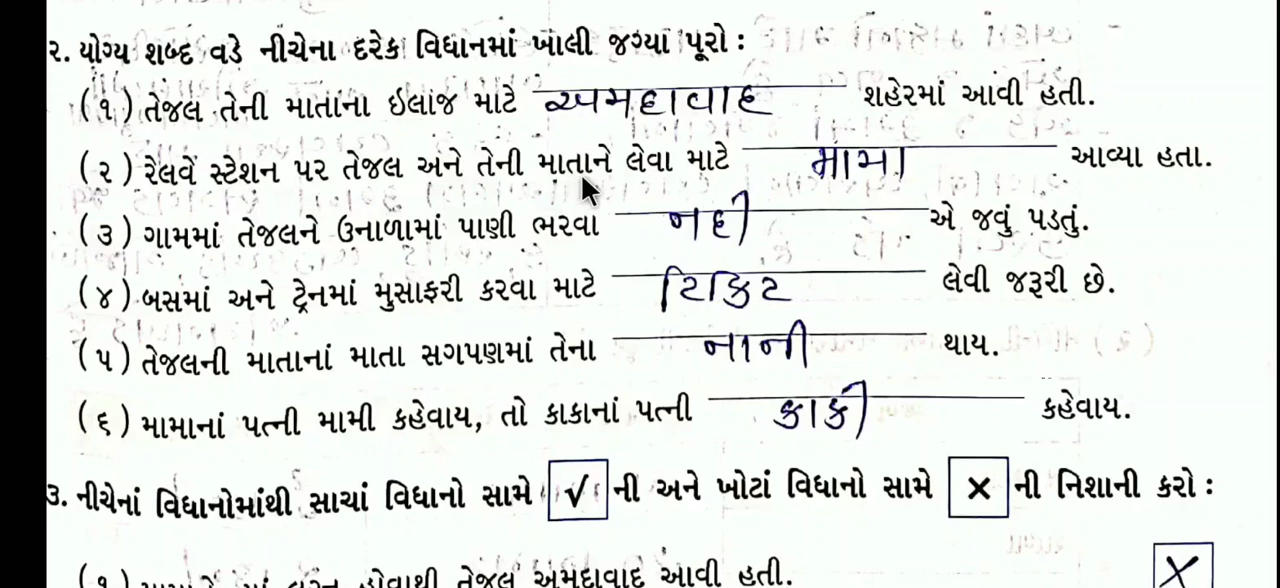 ૨. યોગ્ય શબ્દ વડે નીચેના દરેક વિધાનમાં ખાલી જગ્યા પૂરો :
(૧) તેજલ તેની માતાના ઇલાજ માટે અમદાવાદ શહેરમાં આવી હતી.
(૨) રેલવે સ્ટેશન પર તેજલ અને તેની માતાને લેવા માટે મામા આવ્યા હતા.
(૩) ગામમાં તેજલને ઉનાળામાં પાણી ભરવા નદી એ જવું પડતું.
(૪) બસમાં અને ટ્રેનમાં મુસાફરી કરવા માટે ટિકિટ લેવી જરૂરી છે.
(૫) તેજલની માતાનાં માતા સગપણમાં તેના નાની થાય.
(૬) મામાનાં પત્ની મામી કહેવાય, તો કાકાનાં પત્ની કાકી કહેવાય.
૩. નીચેનાં વિધાનોમાંથી સાચાં વિધાનો સામે √ ની અને ખોટાં વિધાનો સામે × ની નિશાની કરો :
(૧) હોવાથી તેજલ અમદાવાદ આવી હતી. ×